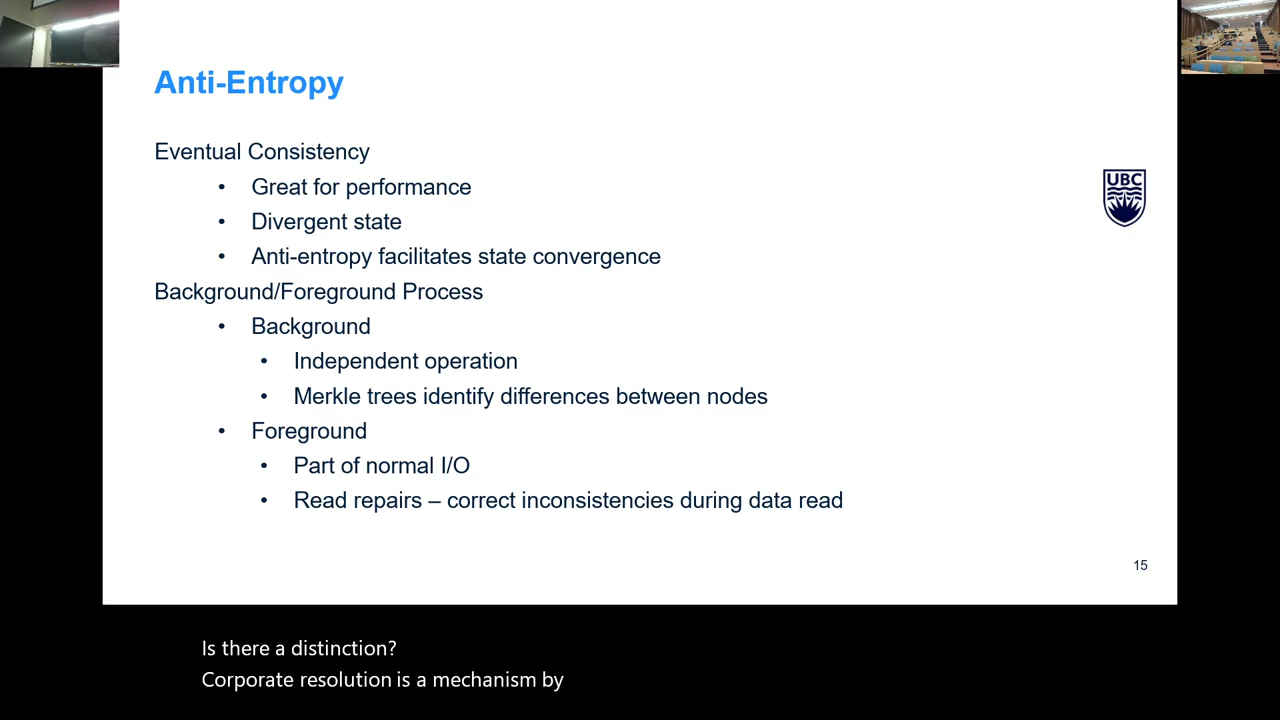 Anti-Entropy
Eventual Consistency
• Great for performance
• Divergent state
• Anti-entropy facilitates state convergence
UBC
Background/Foreground Process
• Background
• Independent operation
• Merkle trees identify differences between nodes
• Foreground
• Part of normal I/O
• Read repairs – correct inconsistencies during data read
15
Is there a distinction?
Corporate resolution is a mechanism by